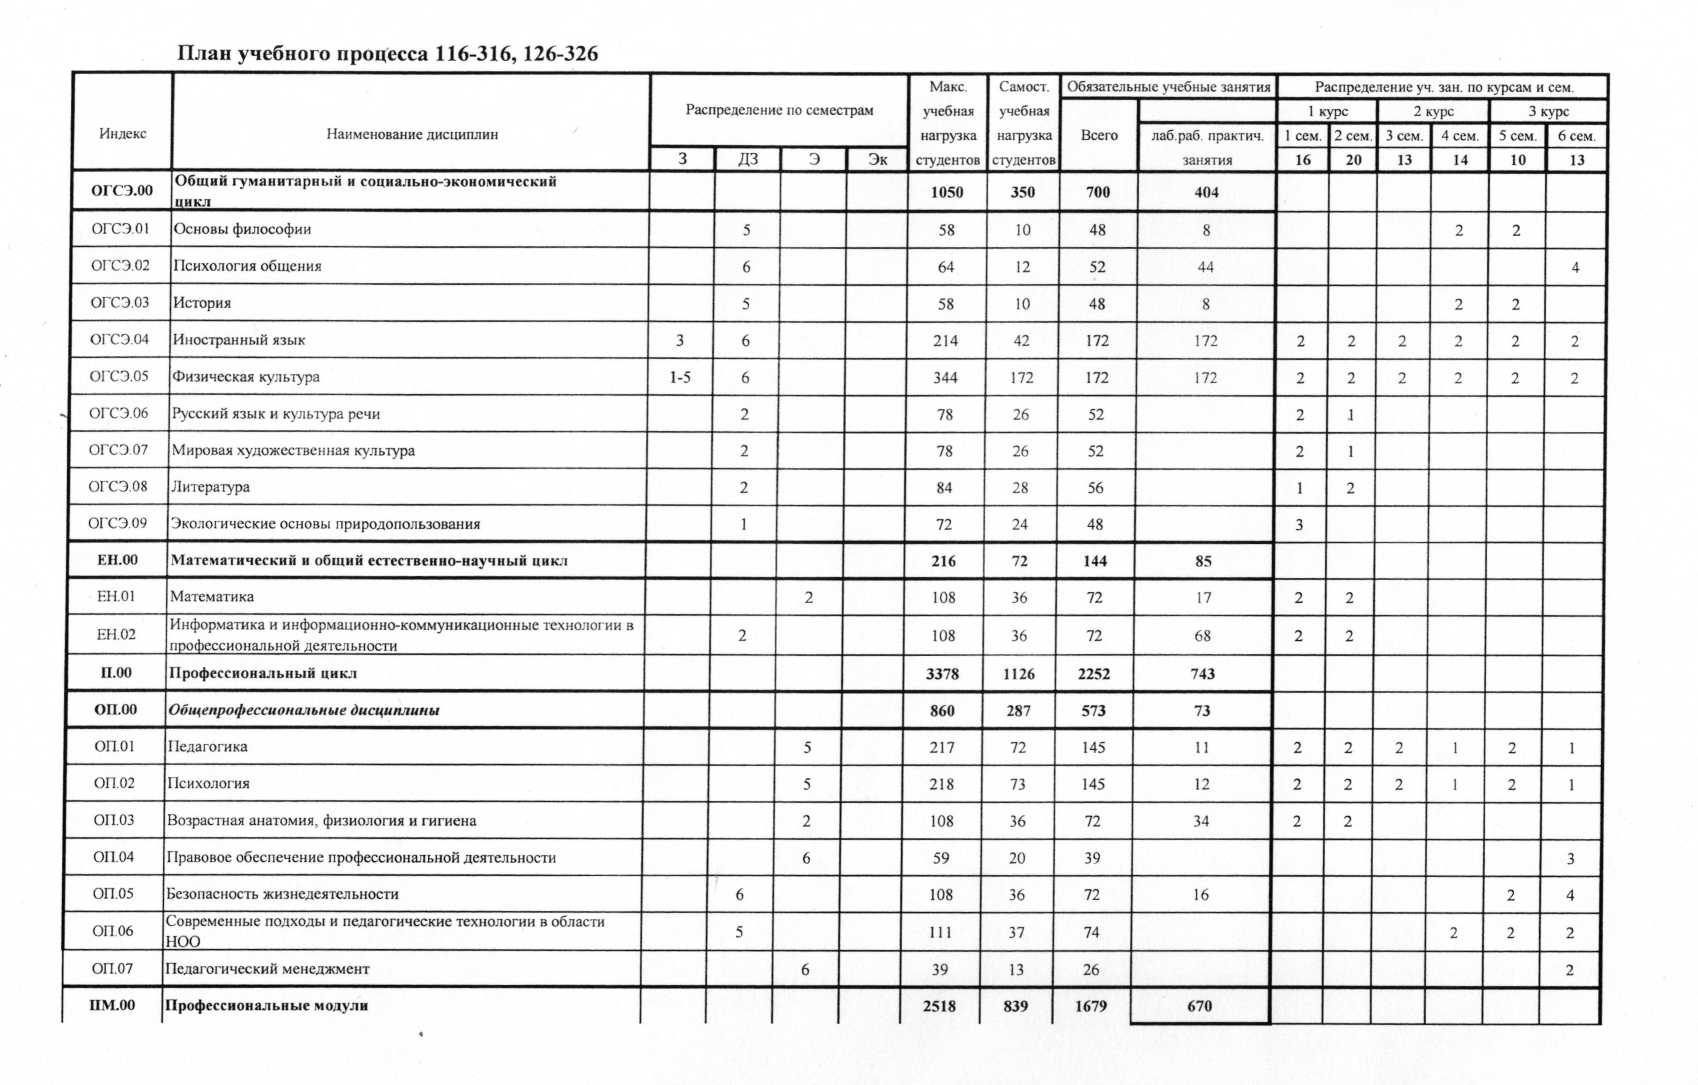 План учебного процесса 116-316, 126-326
Индекс Наименование дисциплин Распределение по семестрам Макс. учебная нагрузка студентов Самост. учебная нагрузка студентов Обязательные учебные занятия Распределение уч. зан. по курсам и сем.
Всего лаб.раб. практич. занятия 1 курс 2 курс 3 курс
1 сем. 2 сем. 3 сем. 4 сем. 5 сем. 6 сем.
З ДЗ Э Эк 16 20 13 14 10 13
ОГСЭ.00 Общий гуманитарный и социально-экономический цикл 1050 350 700 404
ОГСЭ.01 Основы философии 5 58 10 48 8 2 2
ОГСЭ.02 Психология общения 6 64 12 52 44 4
ОГСЭ.03 История 5 58 10 48 8 2 2
ОГСЭ.04 Иностранный язык 3 6 214 42 172 172 2 2 2 2 2 2
ОГСЭ.05 Физическая культура 1-5 6 344 172 172 172 2 2 2 2 2 2
ОГСЭ.06 Русский язык и культура речи 2 78 26 52 2 1
ОГСЭ.07 Мировая художественная культура 2 78 26 52 2 1
ОГСЭ.08 Литература 2 84 28 56 1 2
ОГСЭ.09 Экологические основы природопользования 1 72 24 48 3
ЕН.00 Математический и общий естественно-научный цикл 216 72 144 85
ЕН.01 Математика 2 108 36 72 17 2 2
ЕН.02 Информатика и информационно-коммуникационные технологии в профессиональной деятельности 2 108 36 72 68 2 2
П.00 Профессиональный цикл 3378 1126 2252 743
ОП.00 Общепрофессиональные дисциплины 860 287 573 73
ОП.01 Педагогика 5 217 72 145 11 2 2 2 1 2 1
ОП.02 Психология 5 218 73 145 12 2 2 2 1 2 1
ОП.03 Возрастная анатомия, физиология и гигиена 2 108 36 72 34 2 2
ОП.04 Правовое обеспечение профессиональной деятельности 6 59 20 39 3
ОП.05 Безопасность жизнедеятельности 6 108 36 72 16 2 4
ОП.06 Современные подходы и педагогические технологии в области НОО 5 111 37 74 2 2 2
ОП.07 Педагогический менеджмент 6 39 13 26 2
ПМ.00 Профессиональные модули 2518 839 1679 670